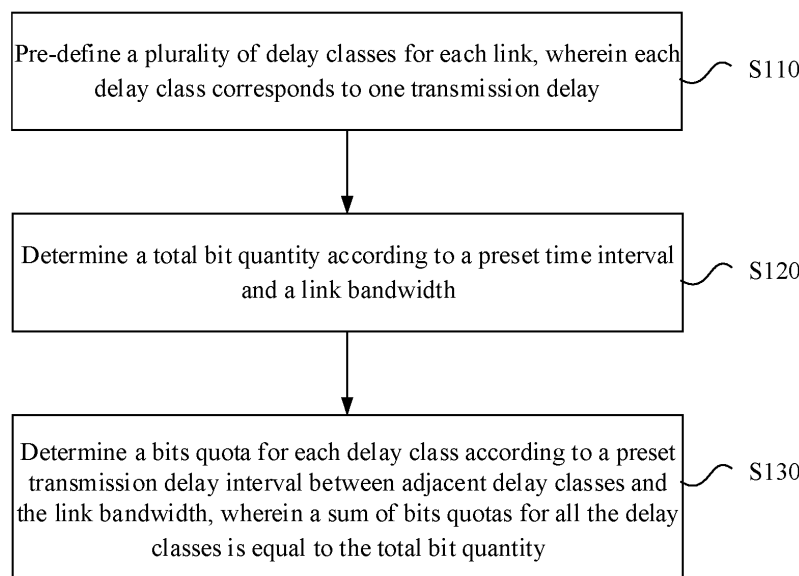 Pre-define a plurality of delay classes for each link, wherein each
delay class corresponds to one transmission delay
S110
Determine a total bit quantity according to a preset time interval
and a link bandwidth
S120
Determine a bits quota for each delay class according to a preset
transmission delay interval between adjacent delay classes and
the link bandwidth, wherein a sum of bits quotas for all the delay
classes is equal to the total bit quantity
S130